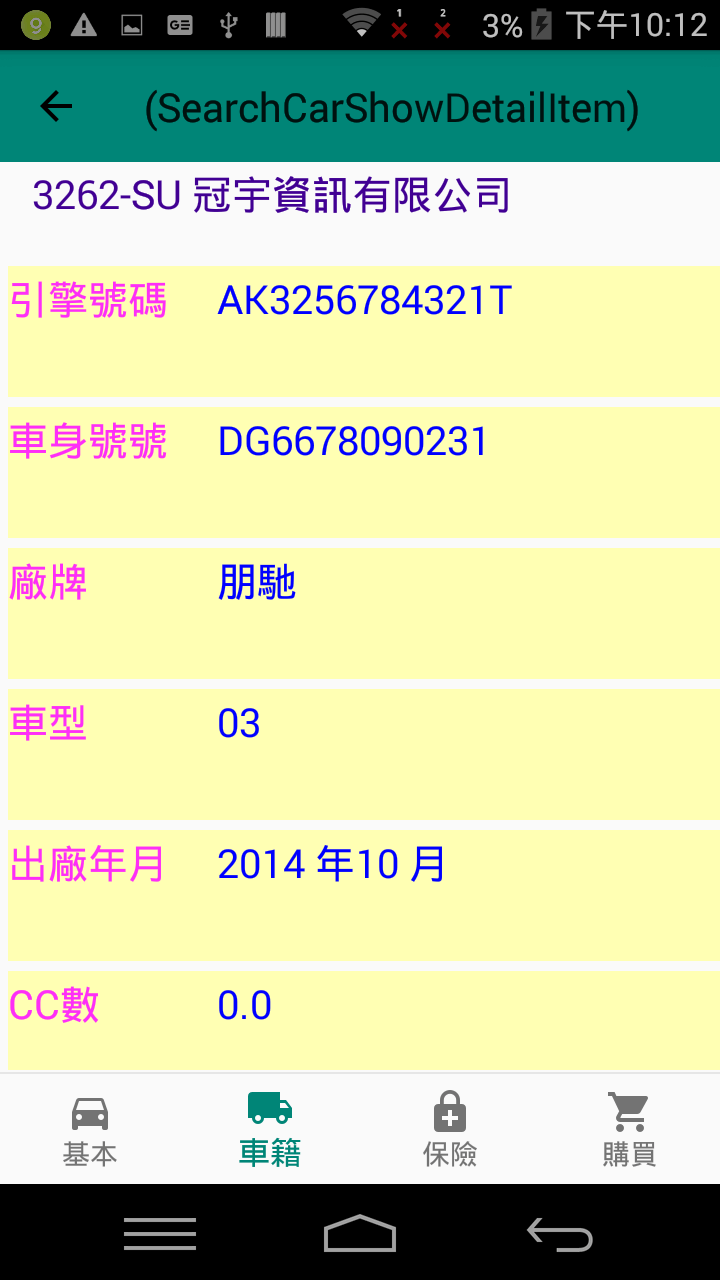 9 GE 1 2 3% 下午10:12
(SearchCarShowDetailItem)
3262-SU 冠宇資訊有限公司
引擎號碼 AK3256784321T
車身號號 DG6678090231
廠牌 朋馳
車型 03
出廠年月 2014 年10 月
CC數 0.0
基本 車籍 保險 購買